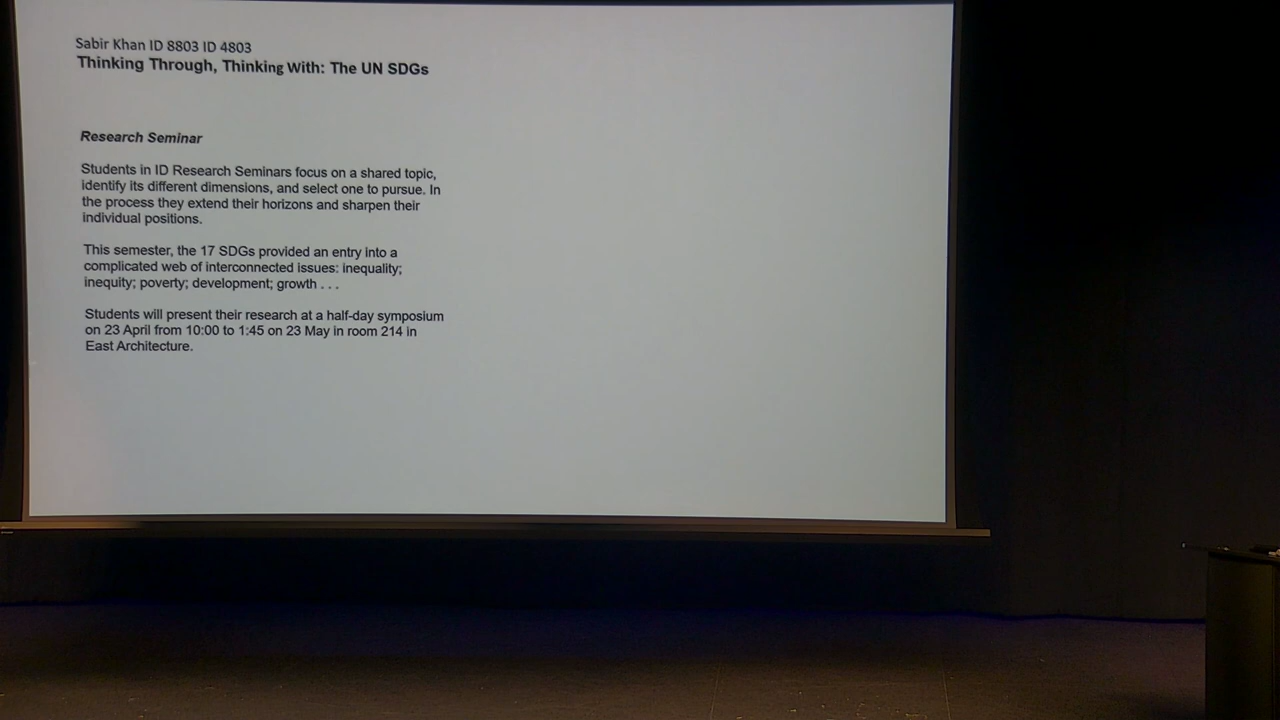 Sabir Khan ID 8803 ID 4803
Thinking Through, Thinking With: The UN SDGs
Research Seminar
Students in ID Research Seminars focus on a shared topic,
identify its different dimensions, and select one to pursue. In
the process they extend their horizons and sharpen their
individual positions.
This semester, the 17 SDGs provided an entry into a
complicated web of interconnected issues: inequality;
inequity; poverty; development; growth . . .
Students will present their research at a half-day symposium
on 23 April from 10:00 to 1:45 on 23 May in room 214 in
East Architecture.